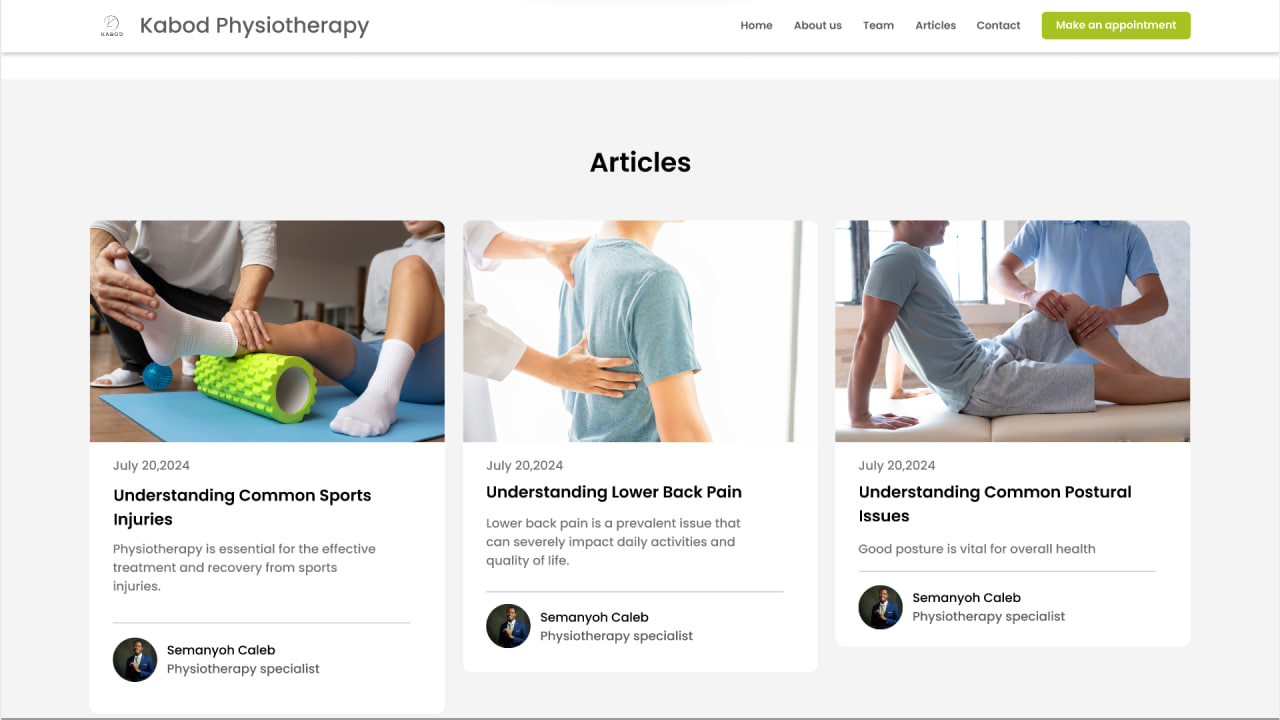 KABOD
Kabod Physiotherapy
Home
About us
Team
Articles
Contact
Make an appointment
Articles
July 20,2024
Understanding Common Sports
Injuries
Physiotherapy is essential for the effective
treatment and recovery from sports
injuries.
Semanyoh Caleb
Physiotherapy specialist
July 20,2024
Understanding Lower Back Pain
Lower back pain is a prevalent issue that
can severely impact daily activities and
quality of life.
Semanyoh Caleb
Physiotherapy specialist
July 20,2024
Understanding Common Postural
Issues
Good posture is vital for overall health
Semanyoh Caleb
Physiotherapy specialist